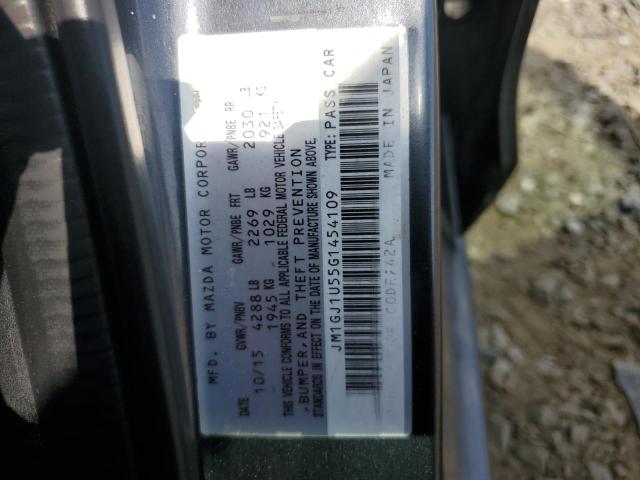 MFD. BY MAZDA MOTOR CORPOR
DATE GVWR/PNBV GAWR/PNBE FRT GAWR/PNBE RR
10/15 4288 LB 2269 LB 2030
1945 KG 1029 KG 921 KG
THIS VEHICLE CONFORMS TO ALL APPLICABLE FEDERAL MOTOR VEHICLE SAFETY,
,BUMPER, AND THEFT PREVENTION
STANDARDS IN EFFECT ON THE DATE OF MANUFACTURE SHOWN ABOVE.
JM1GJ1U55G1454109 TYPE: PASS CAR
CODE:42A MADE IN JAPAN